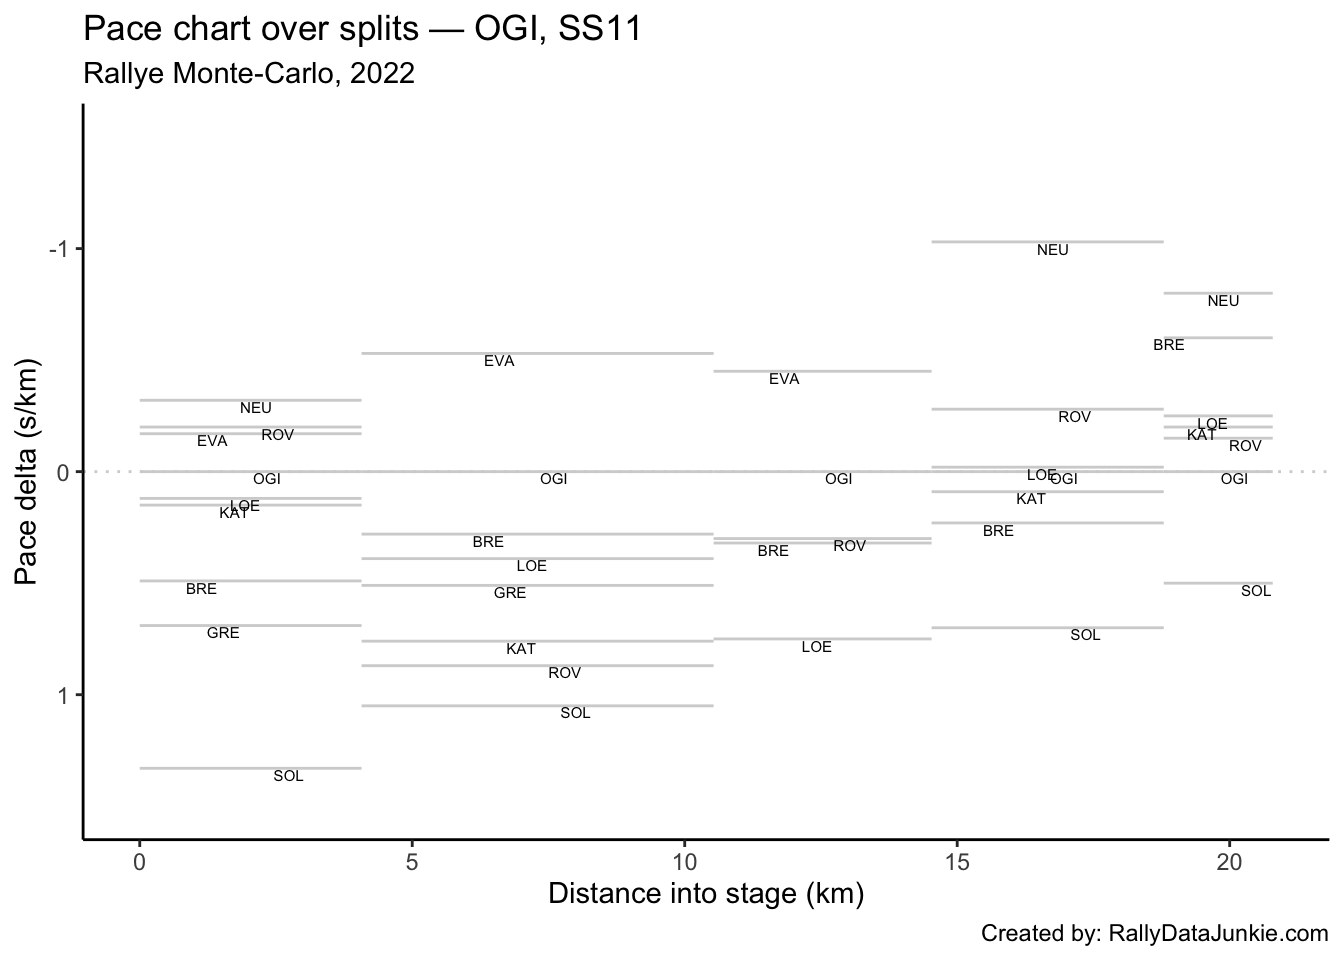 Pace chart over splits — OGI, SS11
Rallye Monte-Carlo, 2022
-1
0
1
Pace delta (s/km)
NEU
ROV
EVA
OGI
LOE
KAT
BRE
GRE
SOL
EVA
OGI
BRE
LOE
GRE
KAT
ROV
SOL
EVA
OGI
ROV
BRE
LOE
NEU
ROV
LOE
OGI
KAT
BRE
SOL
NEU
BRE
LOE
KAT
ROV
OGI
SOL
0 5 10 15 20
Distance into stage (km)
Created by: RallyDataJunkie.com